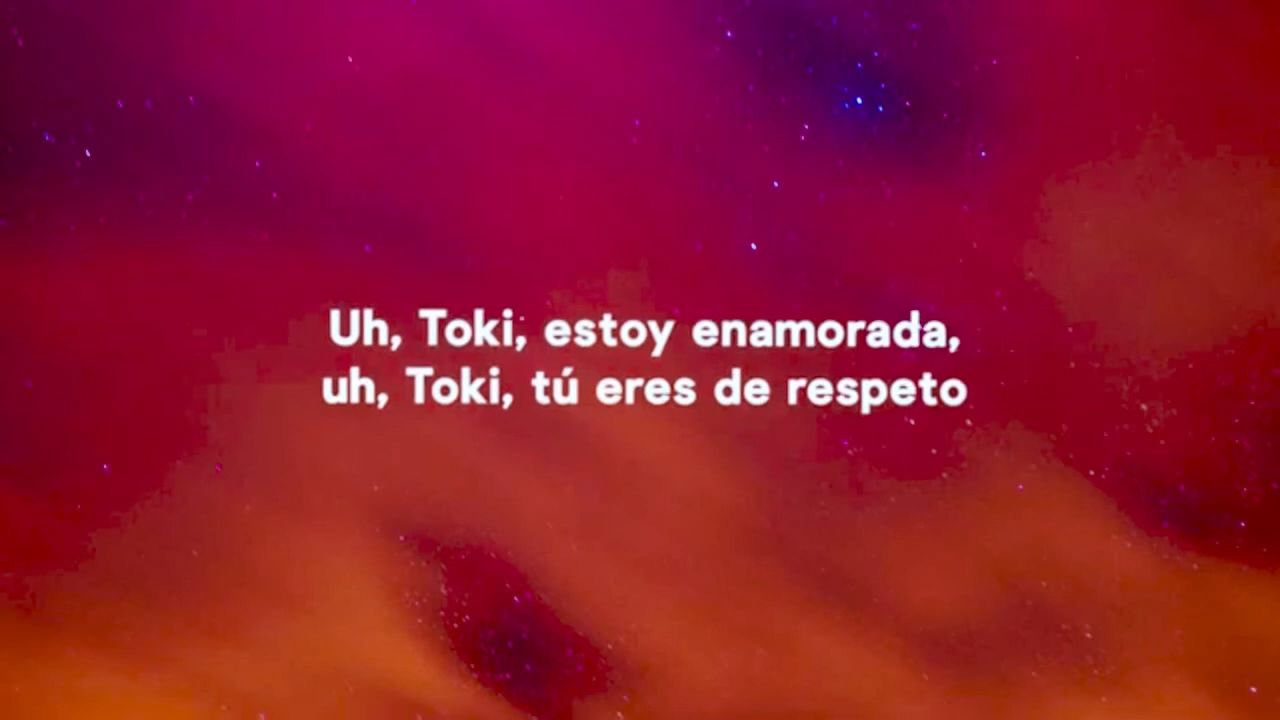 Uh, Toki, estoy enamorada,
uh, Toki, tú eres de respeto